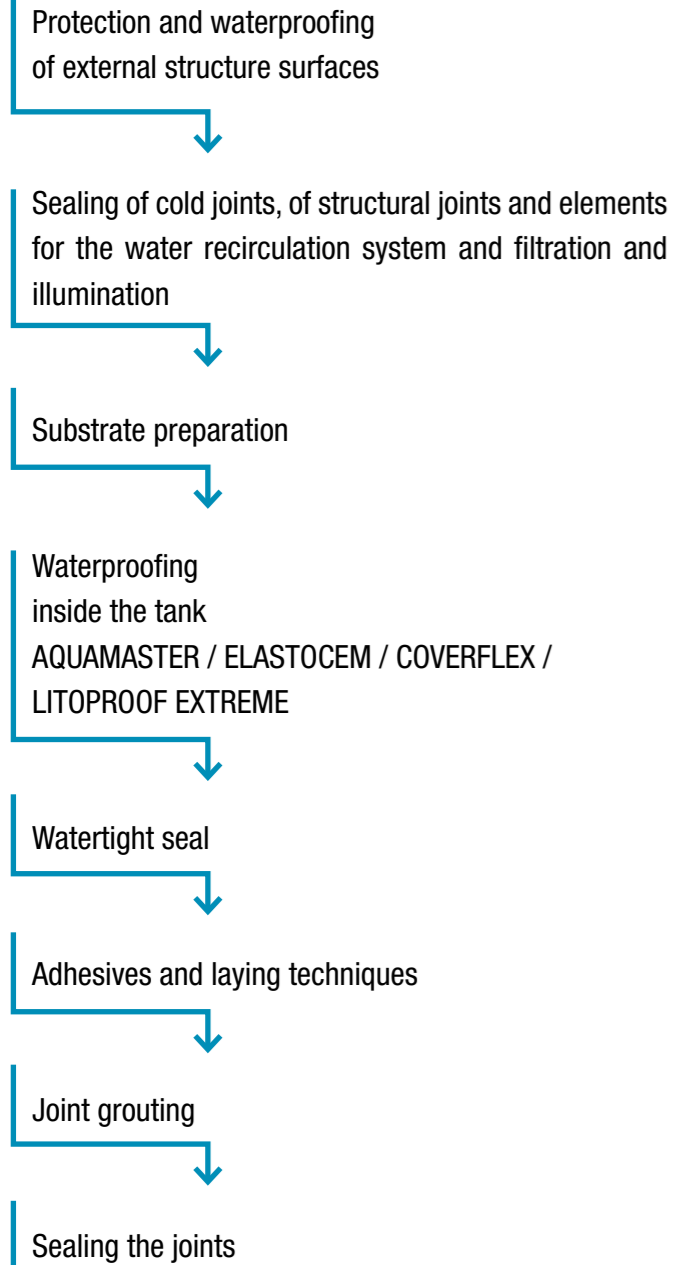 Protection and waterproofing
of external structure surfaces
Sealing of cold joints, of structural joints and elements
for the water recirculation system and filtration and
illumination
Substrate preparation
Waterproofing
inside the tank
AQUAMASTER / ELASTOCEM / COVERFLEX /
LITOPROOF EXTREME
Watertight seal
Adhesives and laying techniques
Joint grouting
Sealing the joints